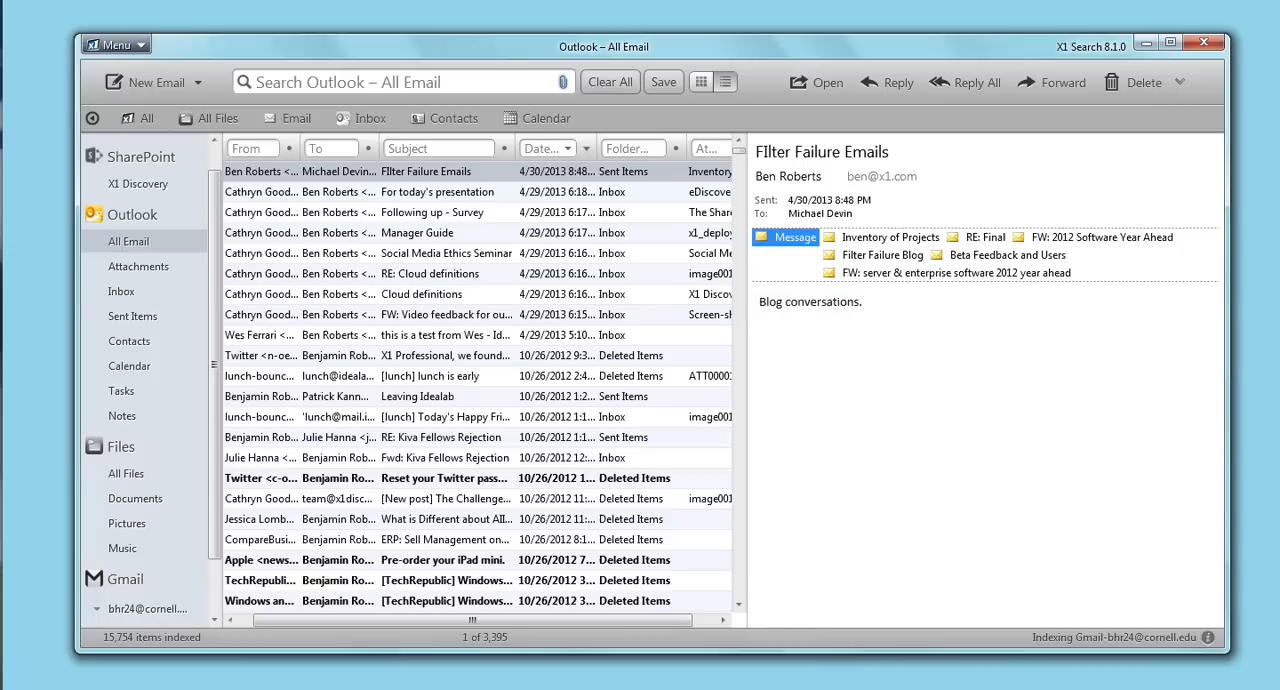 x1 Menu
Outlook – All Email
X1 Search 8.1.0
New Email
Search Outlook – All Email
Clear All
Save
Open
Reply
Reply All
Forward
Delete
All
All Files
Email
Inbox
Contacts
Calendar
SharePoint
X1 Discovery
Outlook
All Email
Attachments
Inbox
Sent Items
Contacts
Calendar
Tasks
Notes
Files
All Files
Documents
Pictures
Music
Gmail
bhr24@cornell....
From To Subject Date... Folder... At...
Ben Roberts <... Michael Devin... FIlter Failure Emails 4/30/2013 8:48... Sent Items Inventory
Cathryn Good... Ben Roberts <... For today's presentation 4/29/2013 6:18... Inbox eDiscove
Cathryn Good... Ben Roberts <... Following up - Survey 4/29/2013 6:17... Inbox The Share
Cathryn Good... Ben Roberts <... Manager Guide 4/29/2013 6:17... Inbox x1_deploy
Cathryn Good... Ben Roberts <... Social Media Ethics Seminar 4/29/2013 6:16... Inbox Social Me
Cathryn Good... Ben Roberts <... RE: Cloud definitions 4/29/2013 6:16... Inbox image001
Cathryn Good... Ben Roberts <... Cloud definitions 4/29/2013 6:16... Inbox X1 Discov
Cathryn Good... Ben Roberts <... FW: Video feedback for ou... 4/29/2013 6:15... Inbox Screen-sh
Wes Ferrari <... Ben Roberts <... this is a test from Wes - Id... 4/29/2013 5:10... Inbox
Twitter <n-oe... Benjamin Rob... X1 Professional, we found... 10/26/2012 9:3... Deleted Items
lunch-bounc... lunch@ideala... [lunch] lunch is early 10/26/2012 2:4... Deleted Items ATT0000
Benjamin Rob... Patrick Kann... Leaving Idealab 10/26/2012 1:2... Sent Items
lunch-bounc... 'lunch@mail.i... [lunch] Today's Happy Fri... 10/26/2012 1:1... Inbox image001
Benjamin Rob... Julie Hanna <j... RE: Kiva Fellows Rejection 10/26/2012 1:1... Sent Items
Julie Hanna <... Benjamin Rob... Fwd: Kiva Fellows Rejection 10/26/2012 12:... Inbox
Twitter <c-o... Benjamin Ro... Reset your Twitter pass... 10/26/2012 1... Deleted Items
Cathryn Good... team@x1disc... [New post] The Challenge... 10/26/2012 11:... Deleted Items image001
Jessica Lomb... Benjamin Rob... What is Different about AII... 10/26/2012 11:... Deleted Items
CompareBusi... Benjamin Rob... ERP: Sell Management on... 10/26/2012 8:1... Deleted Items
Apple <news... Benjamin Ro... Pre-order your iPad mini. 10/26/2012 7... Deleted Items
TechRepubli... Benjamin Ro... [TechRepublic] Windows... 10/26/2012 3... Deleted Items
Windows an... Benjamin Ro... [TechRepublic] Windows... 10/26/2012 3... Deleted Items
FIlter Failure Emails
Ben Roberts ben@x1.com
Sent: 4/30/2013 8:48 PM
To: Michael Devin
Message Inventory of Projects RE: Final FW: 2012 Software Year Ahead
Filter Failure Blog Beta Feedback and Users
FW: server & enterprise software 2012 year ahead
Blog conversations.
15,754 items indexed
1 of 3,395
Indexing Gmail-bhr24@cornell.edu